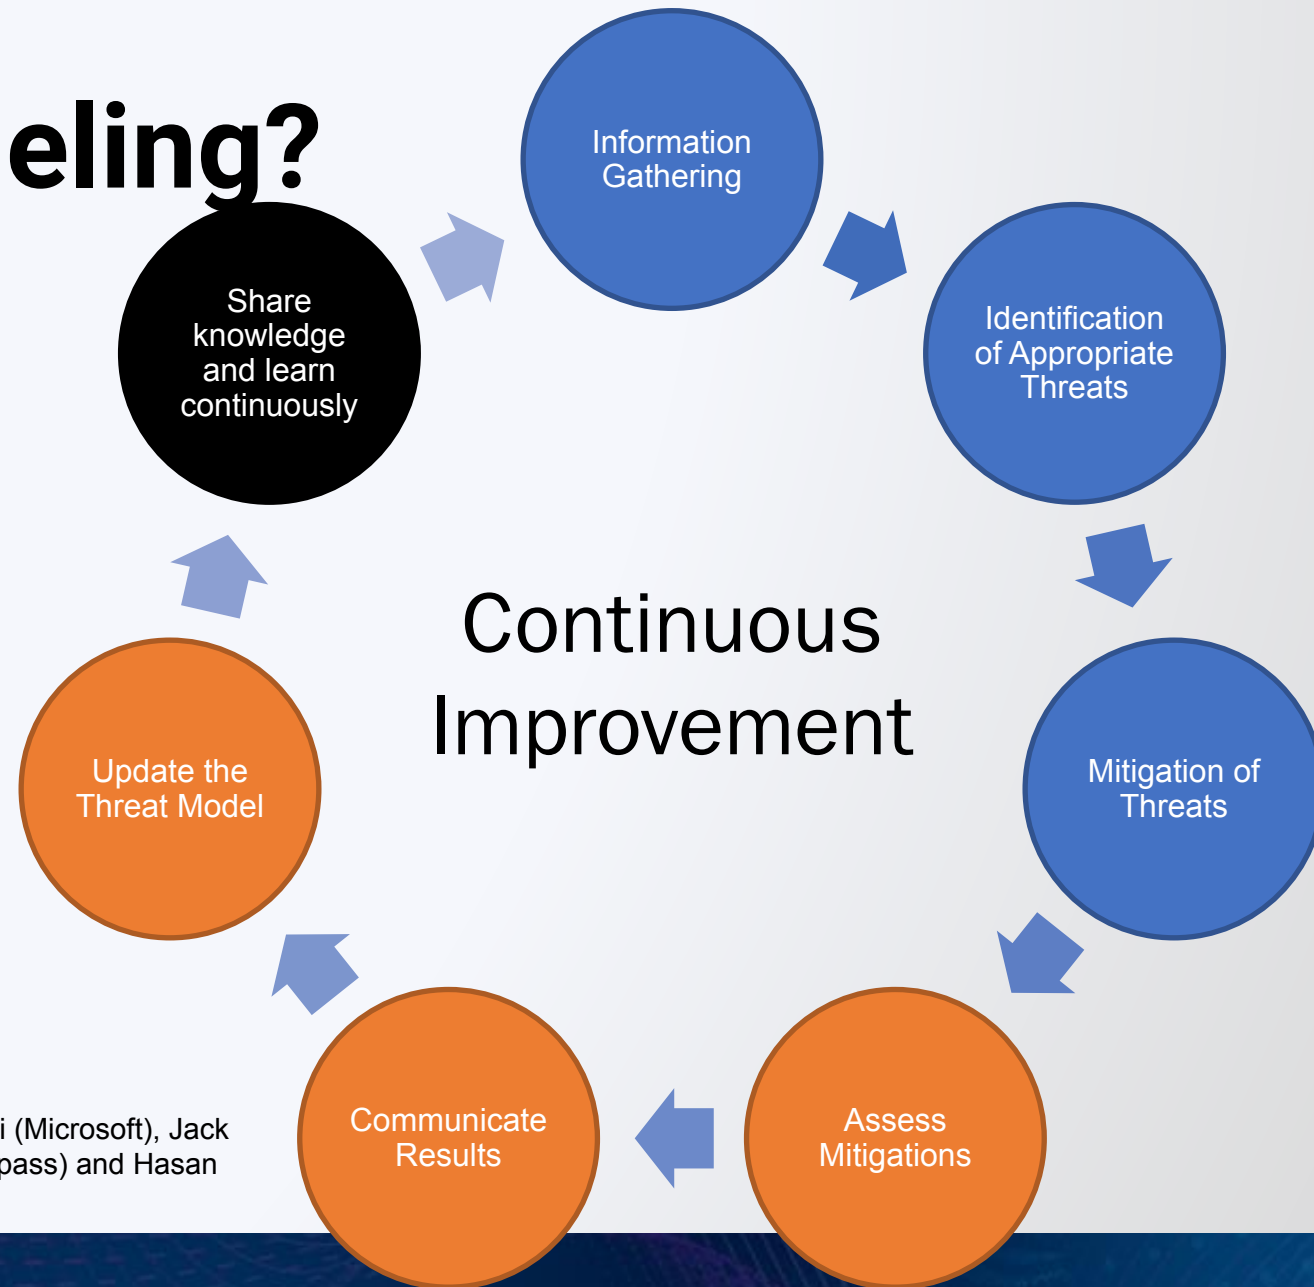 eling?
Information
Gathering
Identification
of Appropriate
Threats
Mitigation of
Threats
Assess
Mitigations
Communicate
Results
Update the
Threat Model
Share
knowledge
and learn
continuously
Continuous
Improvement
i (Microsoft), Jack
pass) and Hasan